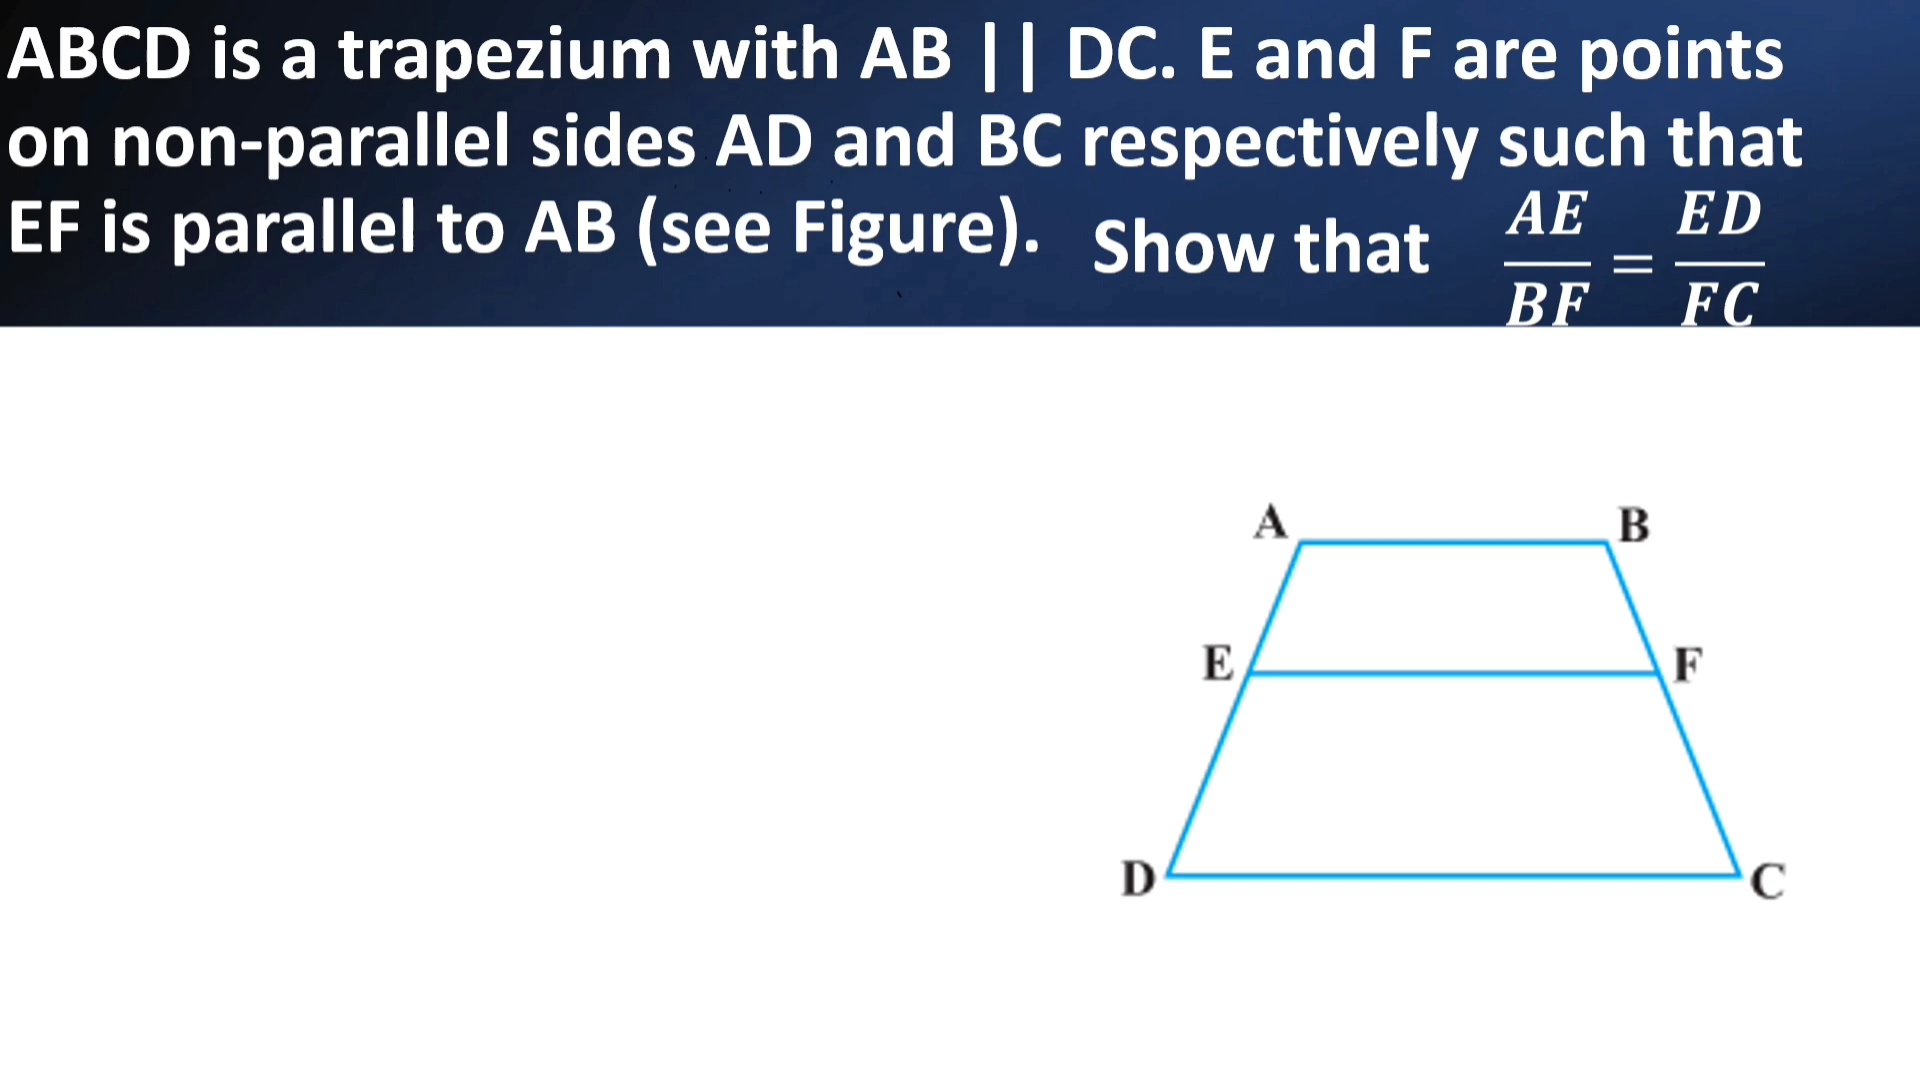 ABCD is a trapezium with AB || DC. E and F are points
on non-parallel sides AD and BC respectively such that
EF is parallel to AB (see Figure). Show that AE/BF = ED/FC
A B
E F
D C